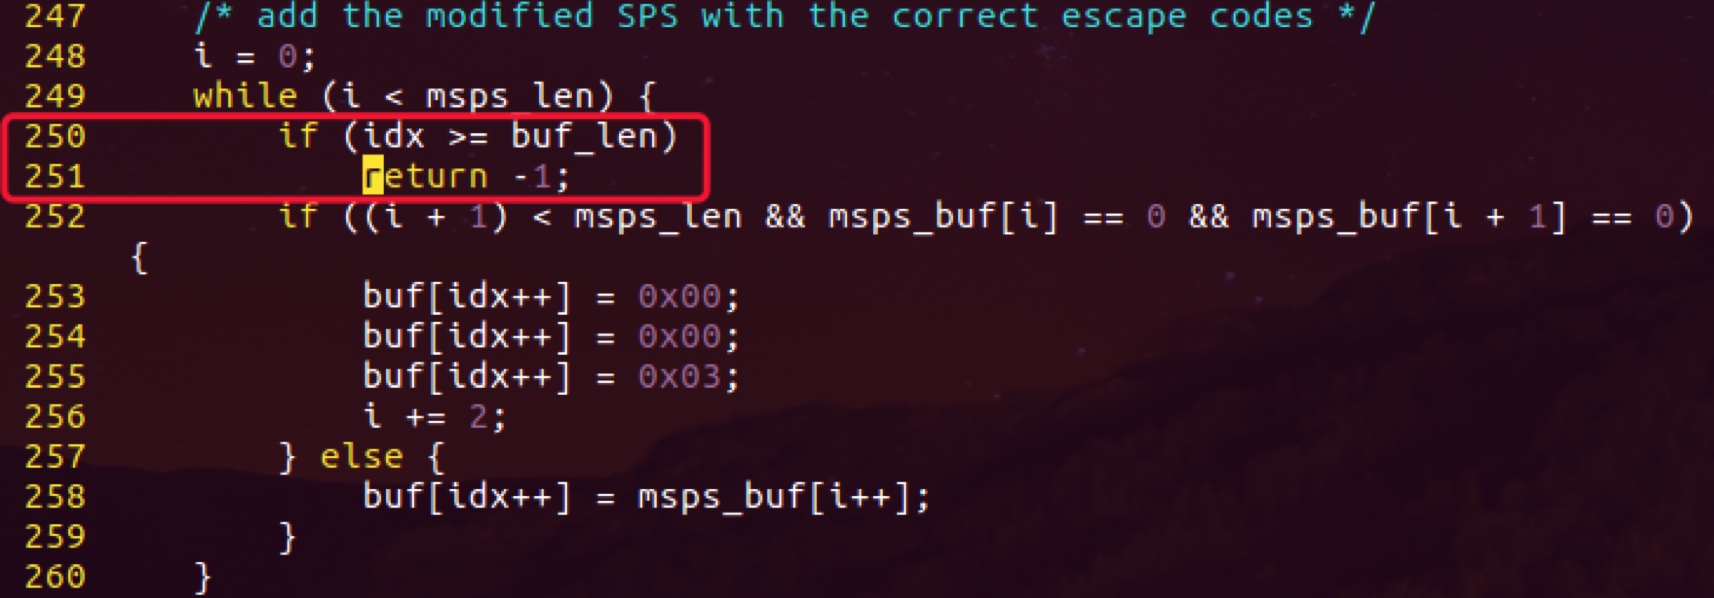 247 /* add the modified SPS with the correct escape codes */
248 i = 0;
249 while (i < msps_len) {
250 if (idx >= buf_len)
251 return -1;
252 if ((i + 1) < msps_len && msps_buf[i] == 0 && msps_buf[i + 1] == 0)
{
253 buf[idx++] = 0x00;
254 buf[idx++] = 0x00;
255 buf[idx++] = 0x03;
256 i += 2;
257 } else {
258 buf[idx++] = msps_buf[i++];
259 }
260 }